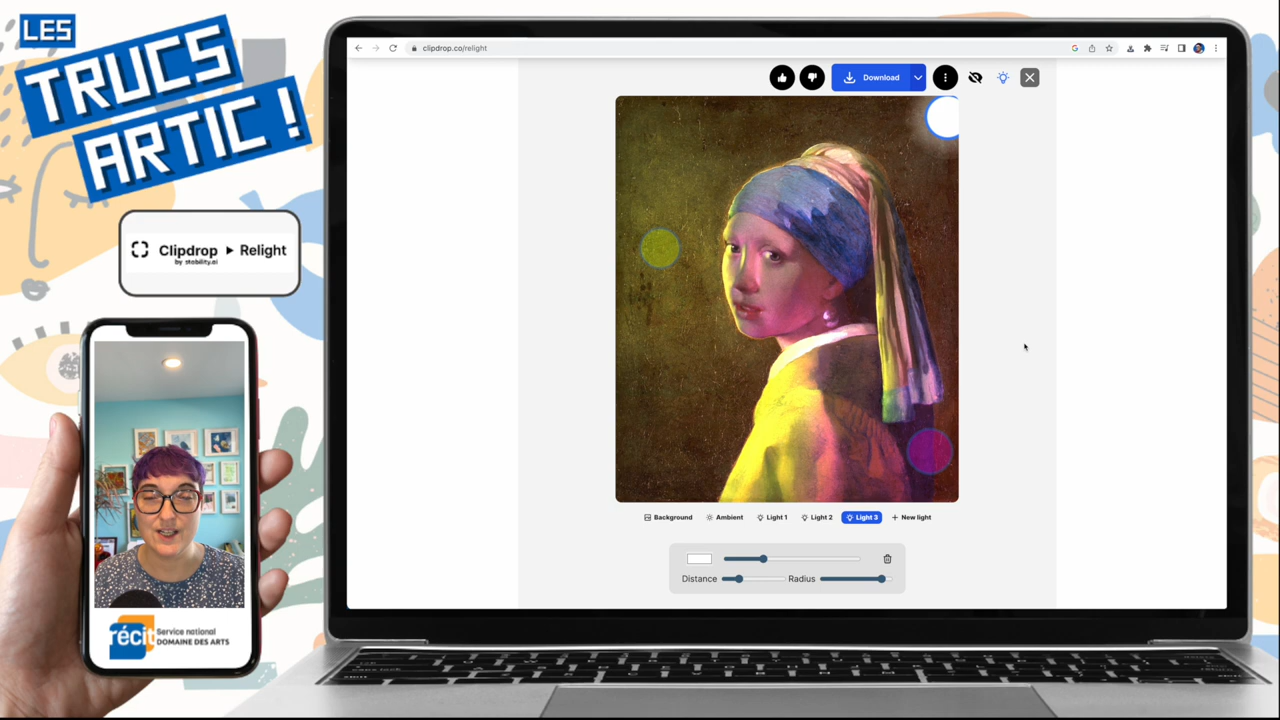 LES
TRUCS
ARTIC !
Clipdrop ▸ Relight
by stability.ai
récit
Service national
DOMAINE DES ARTS
clipdrop.co/relight
Download
Background
Ambient
Light 1
Light 2
Light 3
+ New light
Distance
Radius